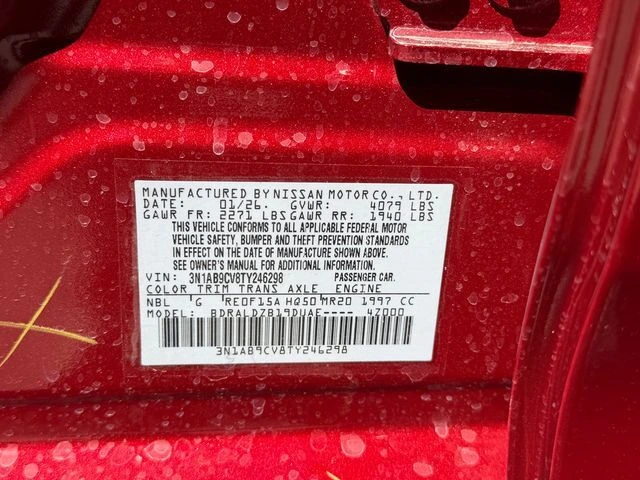 MANUFACTURED BY NISSAN MOTOR CO., LTD.
DATE: 01/26. GVWR: 4079 LBS
GAWR FR: 2271 LBS GAWR RR: 1940 LBS
THIS VEHICLE CONFORMS TO ALL APPLICABLE FEDERAL MOTOR
VEHICLE SAFETY, BUMPER AND THEFT PREVENTION STANDARDS
IN EFFECT ON THE DATE OF MANUFACTURE SHOWN ABOVE.
SEE OWNER'S MANUAL FOR ADDITIONAL INFORMATION.
VIN: 3N1AB9CV8TY246298 PASSENGER CAR.
COLOR TRIM TRANS AXLE ENGINE
NBL G RE0F15A HQ50 MR20 1997 CC
MODEL: BDRALDZB19DUAE---- 4Z000
3N1AB9CV8TY246298